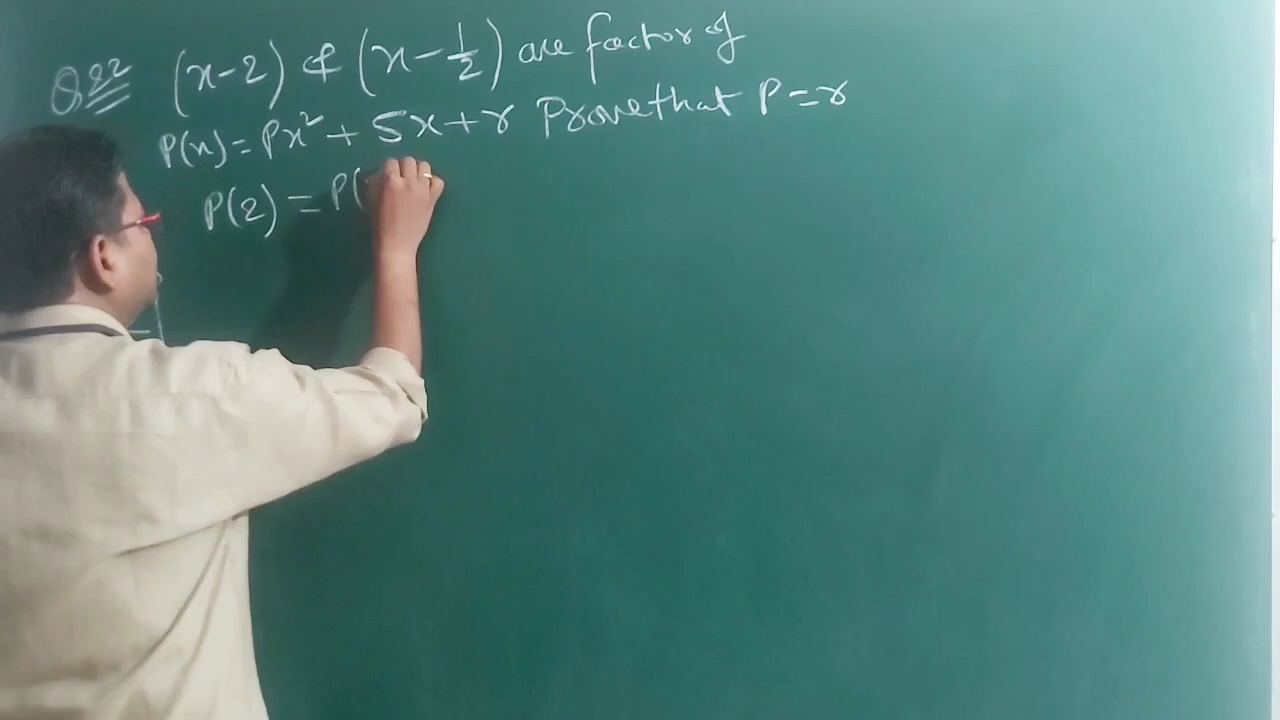 Q.22 (x-2) & (x-1/2) are factor of
P(x)=Px²+5x+r Prove that P=r
P(2)=P(